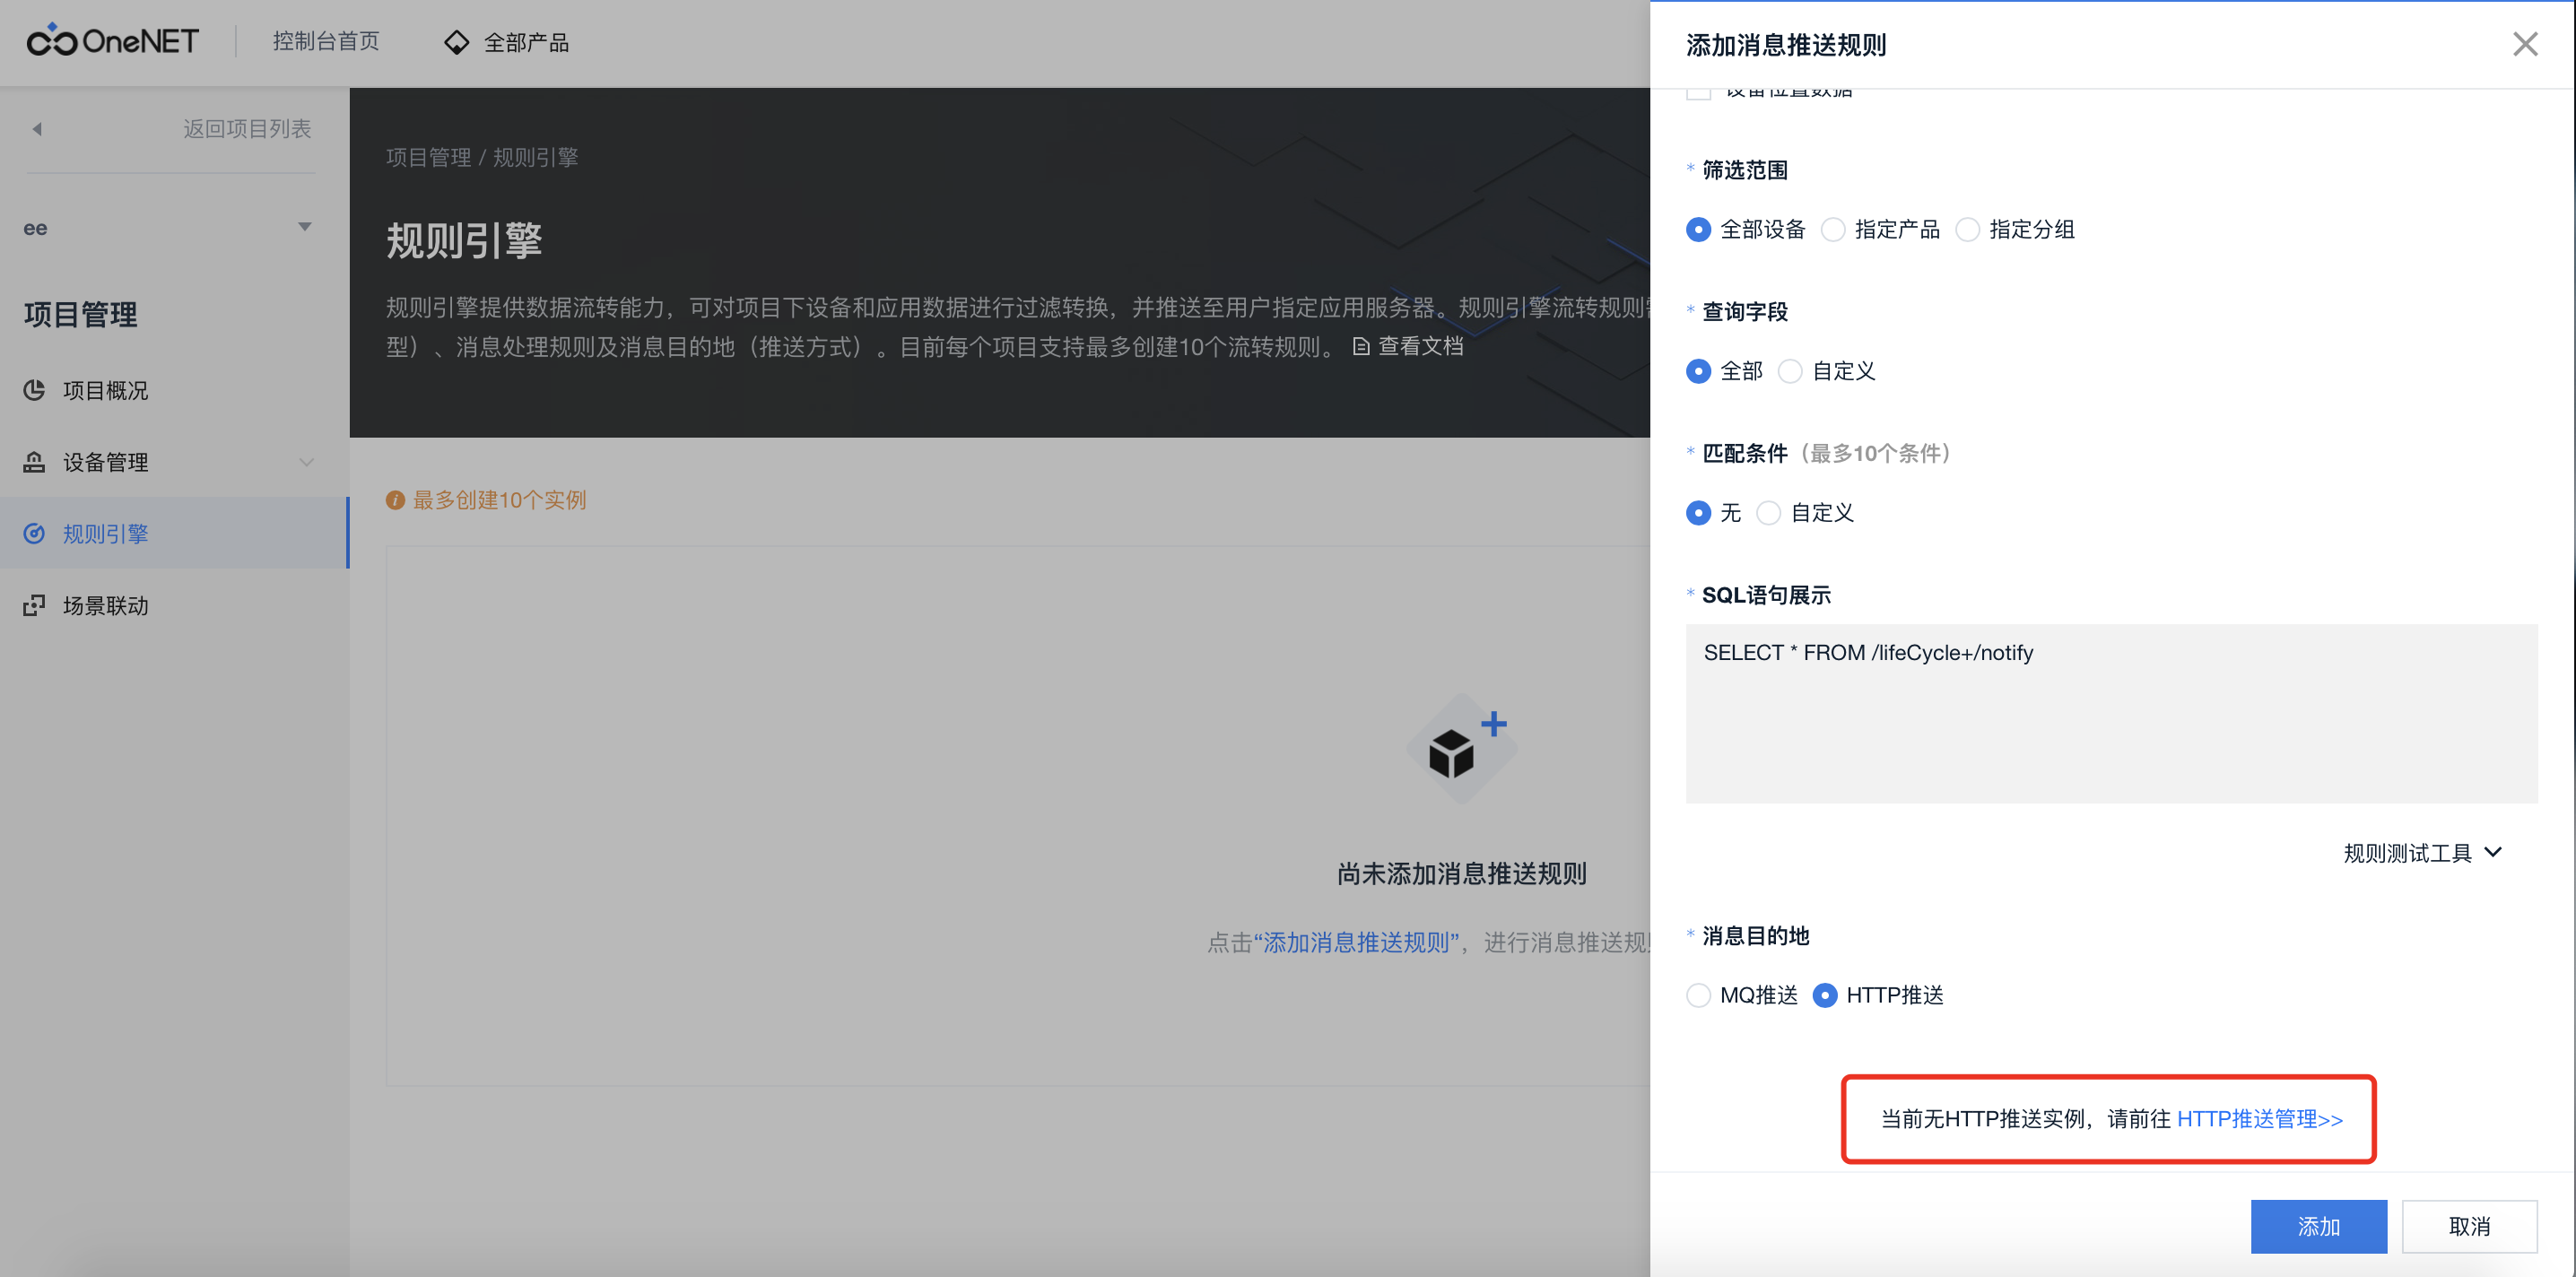 OneNET
控制台首页
全部产品
返回项目列表
ee
项目管理
项目概况
设备管理
规则引擎
场景联动
项目管理 / 规则引擎
规则引擎
规则引擎提供数据流转能力，可对项目下设备和应用数据进行过滤转换，并推送至用户指定应用服务器。规则引擎流转规则
型）、消息处理规则及消息目的地（推送方式）。目前每个项目支持最多创建10个流转规则。 查看文档
最多创建10个实例
尚未添加消息推送规则
点击“添加消息推送规则”，进行消息推送规
添加消息推送规则
设备位置数据
* 筛选范围
全部设备 指定产品 指定分组
* 查询字段
全部 自定义
* 匹配条件（最多10个条件）
无 自定义
* SQL语句展示
SELECT * FROM /lifeCycle+/notify
规则测试工具
* 消息目的地
MQ推送 HTTP推送
当前无HTTP推送实例，请前往 HTTP推送管理>>
添加 取消